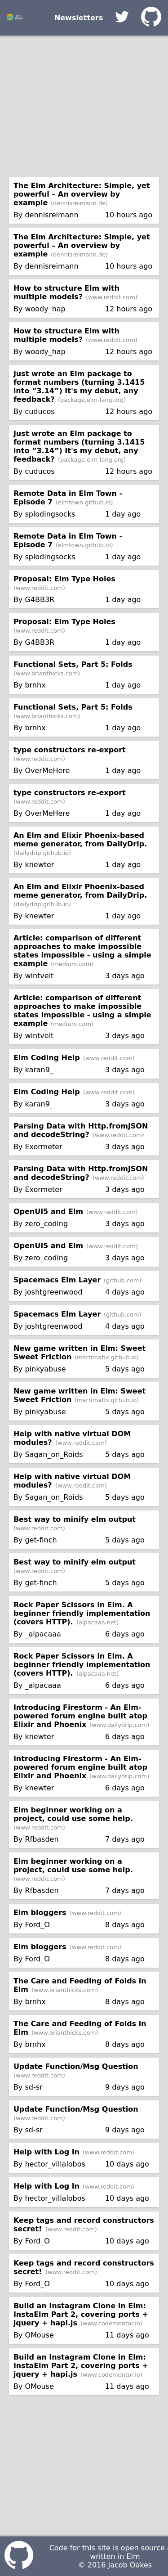 Newsletters
The Elm Architecture: Simple, yet
powerful – An overview by
example (dennisreimann.de)
By dennisreimann 10 hours ago
The Elm Architecture: Simple, yet
powerful – An overview by
example (dennisreimann.de)
By dennisreimann 10 hours ago
How to structure Elm with
multiple models? (www.reddit.com)
By woody_hap 12 hours ago
How to structure Elm with
multiple models? (www.reddit.com)
By woody_hap 12 hours ago
Just wrote an Elm package to
format numbers (turning 3.1415
into "3.14") It's my debut, any
feedback? (package.elm-lang.org)
By cuducos 12 hours ago
Just wrote an Elm package to
format numbers (turning 3.1415
into "3.14") It's my debut, any
feedback? (package.elm-lang.org)
By cuducos 12 hours ago
Remote Data in Elm Town -
Episode 7 (elmtown.github.io)
By splodingsocks 1 day ago
Remote Data in Elm Town -
Episode 7 (elmtown.github.io)
By splodingsocks 1 day ago
Proposal: Elm Type Holes
(www.reddit.com)
By G4BB3R 1 day ago
Proposal: Elm Type Holes
(www.reddit.com)
By G4BB3R 1 day ago
Functional Sets, Part 5: Folds
(www.brianthicks.com)
By brnhx 1 day ago
Functional Sets, Part 5: Folds
(www.brianthicks.com)
By brnhx 1 day ago
type constructors re-export
(www.reddit.com)
By OverMeHere 1 day ago
type constructors re-export
(www.reddit.com)
By OverMeHere 1 day ago
An Elm and Elixir Phoenix-based
meme generator, from DailyDrip.
(dailydrip.github.io)
By knewter 1 day ago
An Elm and Elixir Phoenix-based
meme generator, from DailyDrip.
(dailydrip.github.io)
By knewter 1 day ago
Article: comparison of different
approaches to make impossible
states impossible - using a simple
example (medium.com)
By wintvelt 3 days ago
Article: comparison of different
approaches to make impossible
states impossible - using a simple
example (medium.com)
By wintvelt 3 days ago
Elm Coding Help (www.reddit.com)
By karan9_ 3 days ago
Elm Coding Help (www.reddit.com)
By karan9_ 3 days ago
Parsing Data with Http.fromJSON
and decodeString? (www.reddit.com)
By Exormeter 3 days ago
Parsing Data with Http.fromJSON
and decodeString? (www.reddit.com)
By Exormeter 3 days ago
OpenUI5 and Elm (www.reddit.com)
By zero_coding 3 days ago
OpenUI5 and Elm (www.reddit.com)
By zero_coding 3 days ago
Spacemacs Elm Layer (github.com)
By joshtgreenwood 4 days ago
Spacemacs Elm Layer (github.com)
By joshtgreenwood 4 days ago
New game written in Elm: Sweet
Sweet Friction (martimatix.github.io)
By pinkyabuse 5 days ago
New game written in Elm: Sweet
Sweet Friction (martimatix.github.io)
By pinkyabuse 5 days ago
Help with native virtual DOM
modules? (www.reddit.com)
By Sagan_on_Roids 5 days ago
Help with native virtual DOM
modules? (www.reddit.com)
By Sagan_on_Roids 5 days ago
Best way to minify elm output
(www.reddit.com)
By get-finch 5 days ago
Best way to minify elm output
(www.reddit.com)
By get-finch 5 days ago
Rock Paper Scissors in Elm. A
beginner friendly implementation
(covers HTTP). (alpacaaa.net)
By _alpacaaa 6 days ago
Rock Paper Scissors in Elm. A
beginner friendly implementation
(covers HTTP). (alpacaaa.net)
By _alpacaaa 6 days ago
Introducing Firestorm - An Elm-
powered forum engine built atop
Elixir and Phoenix (www.dailydrip.com)
By knewter 6 days ago
Introducing Firestorm - An Elm-
powered forum engine built atop
Elixir and Phoenix (www.dailydrip.com)
By knewter 6 days ago
Elm beginner working on a
project, could use some help.
(www.reddit.com)
By Rfbasden 7 days ago
Elm beginner working on a
project, could use some help.
(www.reddit.com)
By Rfbasden 7 days ago
Elm bloggers (www.reddit.com)
By Ford_O 8 days ago
Elm bloggers (www.reddit.com)
By Ford_O 8 days ago
The Care and Feeding of Folds in
Elm (www.brianthicks.com)
By brnhx 8 days ago
The Care and Feeding of Folds in
Elm (www.brianthicks.com)
By brnhx 8 days ago
Update Function/Msg Question
(www.reddit.com)
By sd-sr 9 days ago
Update Function/Msg Question
(www.reddit.com)
By sd-sr 9 days ago
Help with Log In (www.reddit.com)
By hector_villalobos 10 days ago
Help with Log In (www.reddit.com)
By hector_villalobos 10 days ago
Keep tags and record constructors
secret! (www.reddit.com)
By Ford_O 10 days ago
Keep tags and record constructors
secret! (www.reddit.com)
By Ford_O 10 days ago
Build an Instagram Clone in Elm:
InstaElm Part 2, covering ports +
jquery + hapi.js (www.codementor.io)
By OMouse 11 days ago
Build an Instagram Clone in Elm:
InstaElm Part 2, covering ports +
jquery + hapi.js (www.codementor.io)
By OMouse 11 days ago
Code for this site is open source and
written in Elm
© 2016 Jacob Oakes